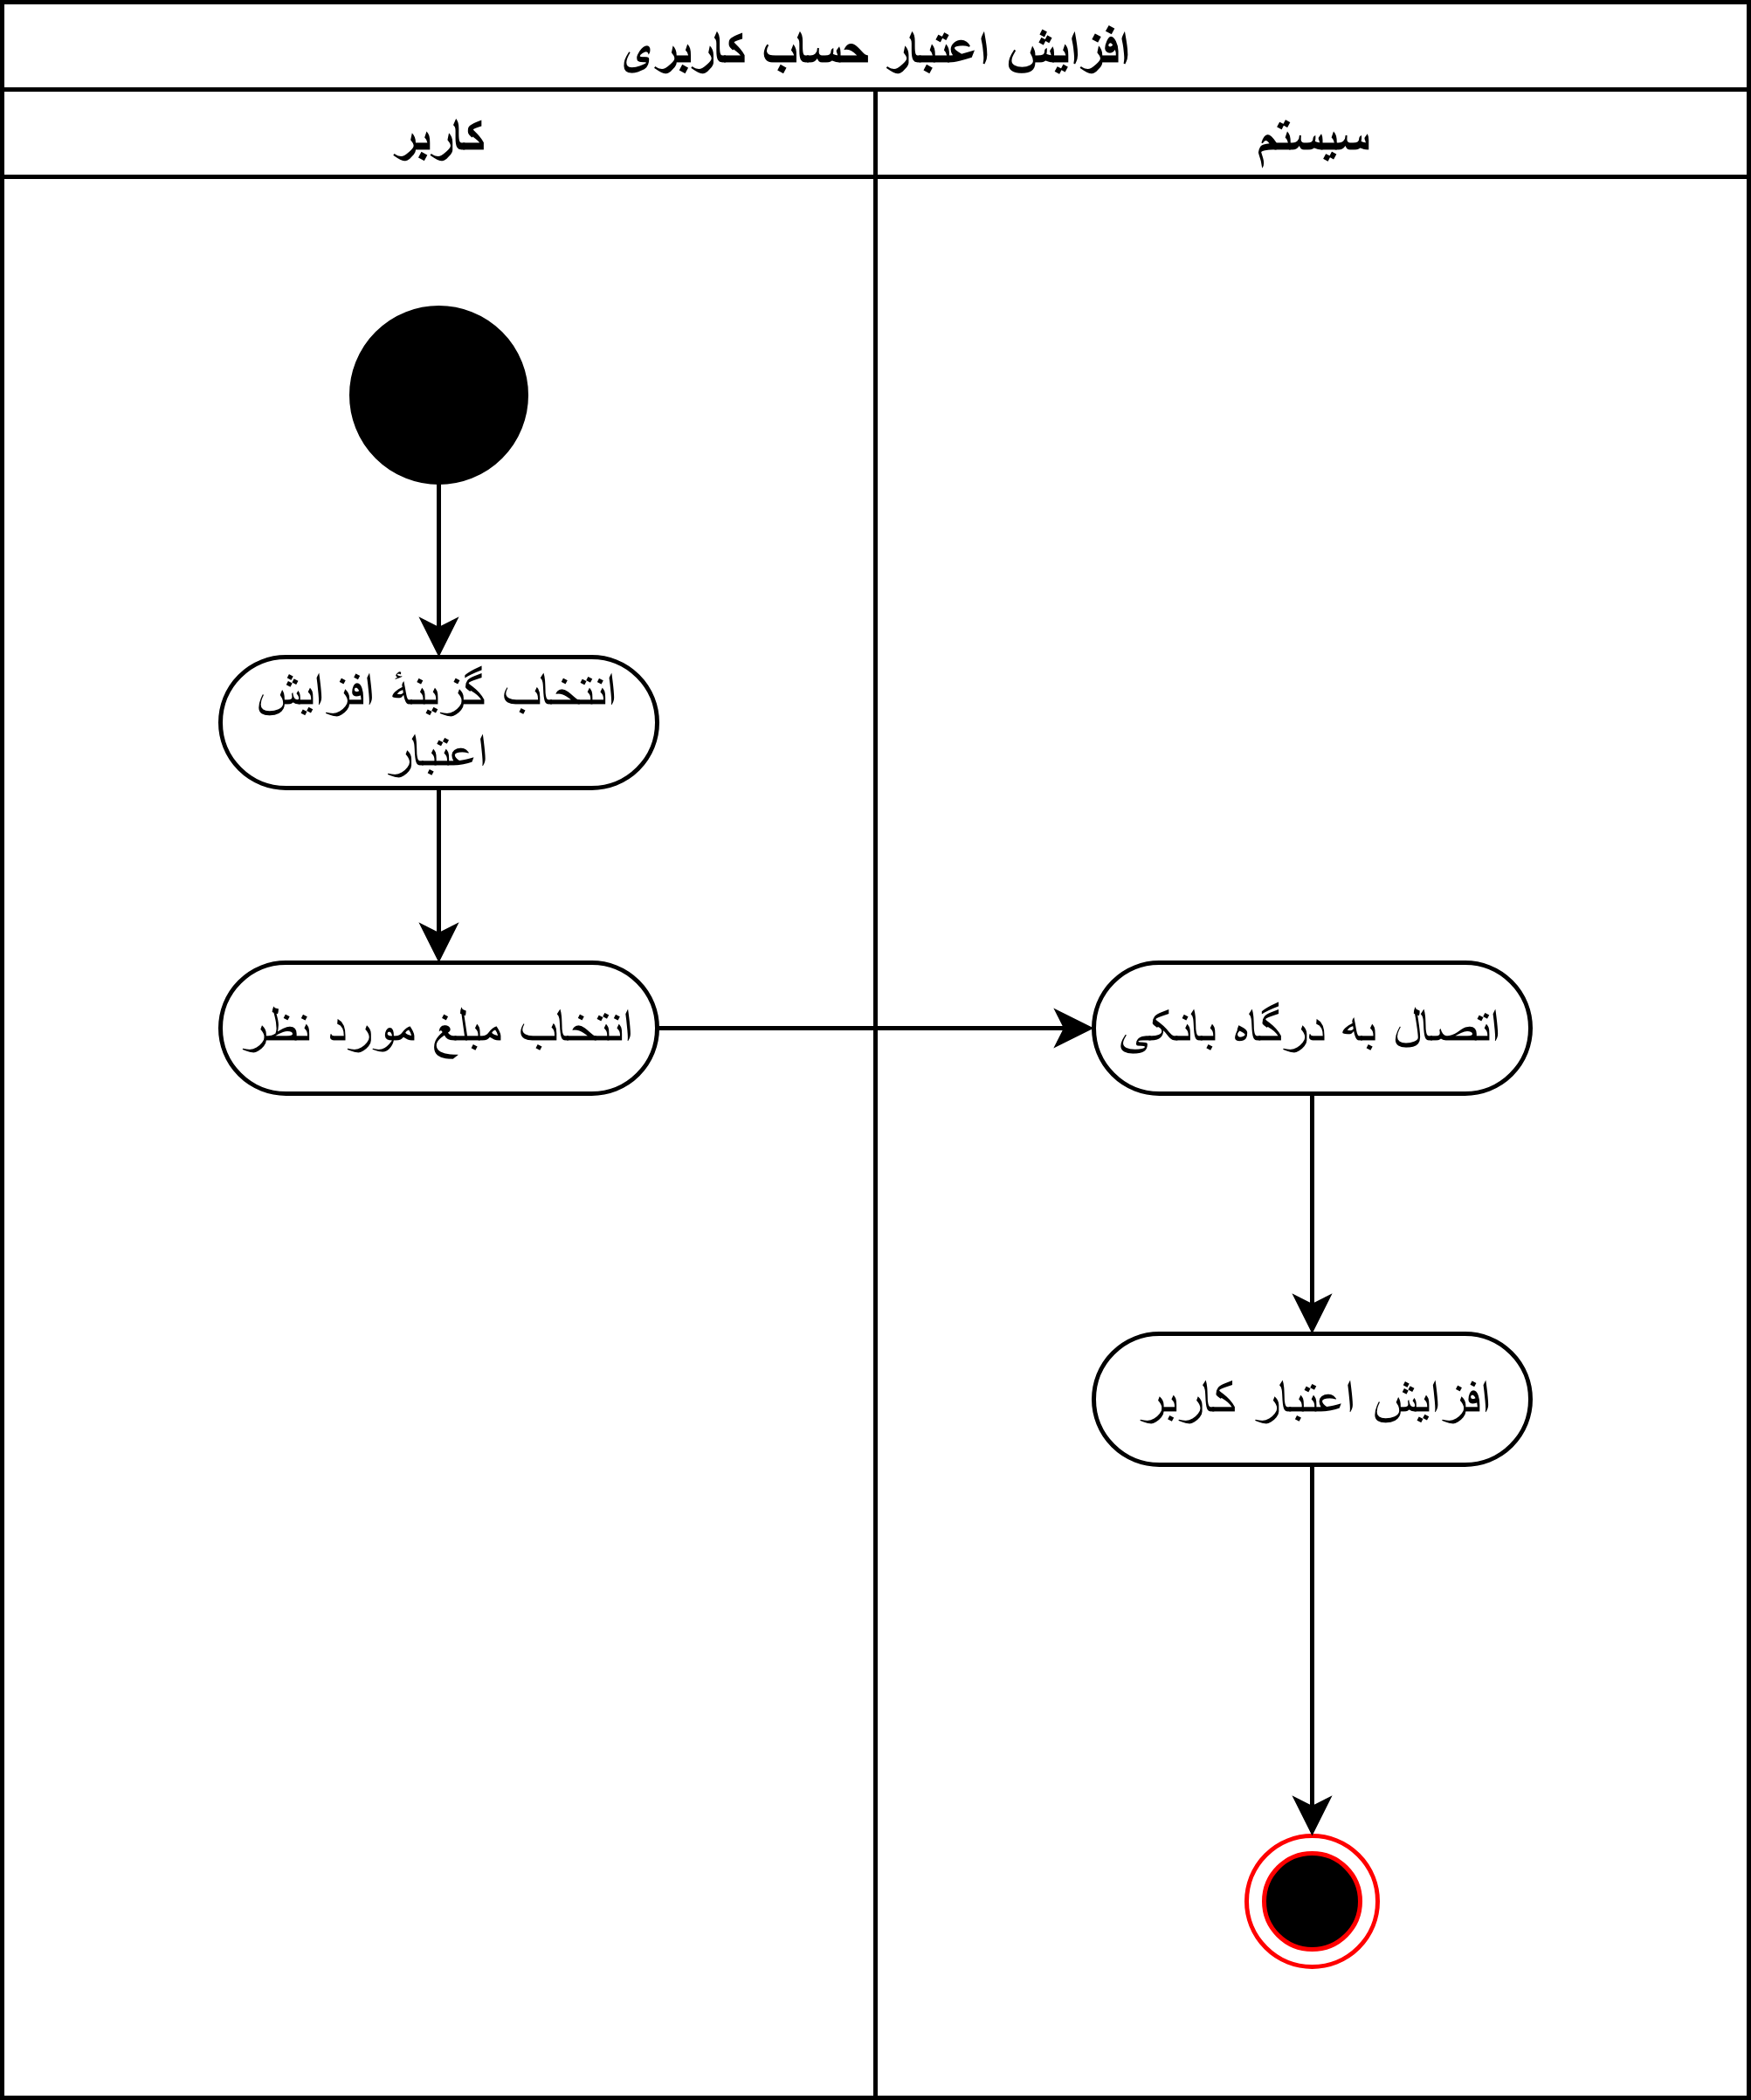 افزایش اعتبار حساب کاربری
کاربر
سیستم
انتخاب گزینهٔ افزایش
اعتبار
انتخاب مبلغ مورد نظر
اتصال به درگاه بانکی
افزایش اعتبار کاربر